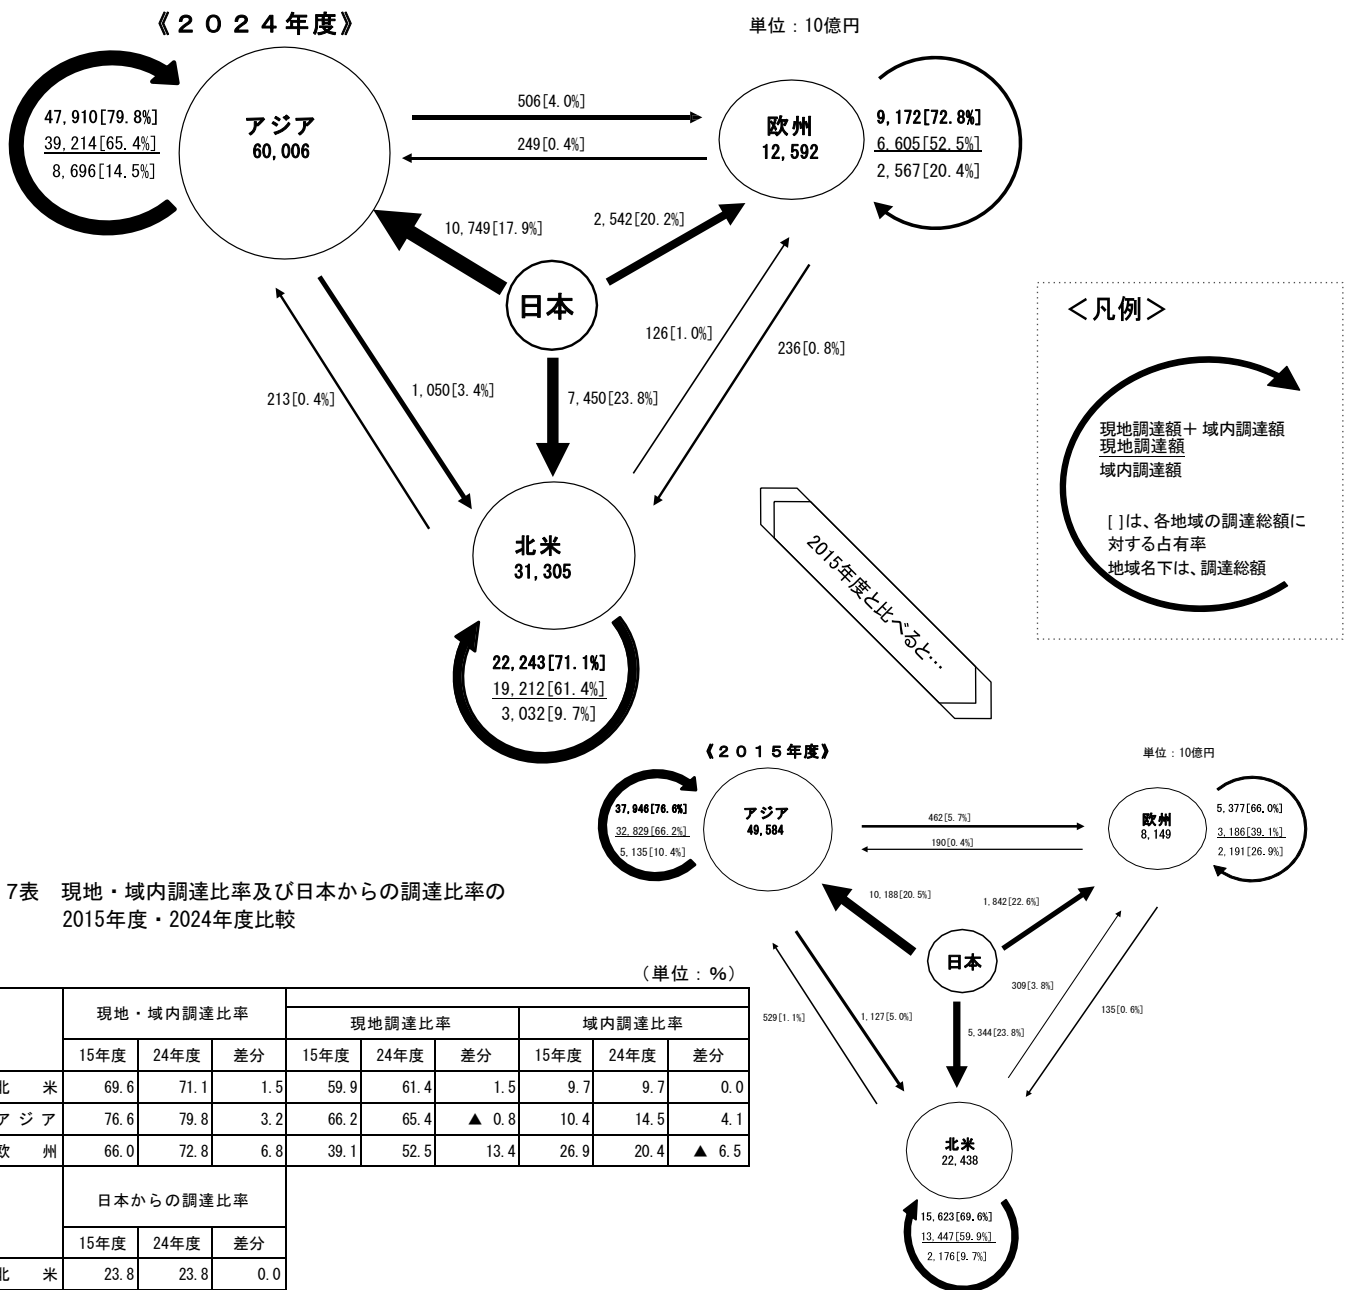 《２０２４年度》
単位：10億円
47,910[79.8%]
39,214[65.4%]
8,696[14.5%]
アジア
60,006
506[4.0%]
249[0.4%]
欧州
12,592
9,172[72.8%]
6,605[52.5%]
2,567[20.4%]
10,749[17.9%]
2,542[20.2%]
日本
213[0.4%]
1,050[3.4%]
7,450[23.8%]
126[1.0%]
236[0.8%]
北米
31,305
22,243[71.1%]
19,212[61.4%]
3,032[9.7%]
＜凡例＞
現地調達額＋域内調達額
現地調達額
域内調達額
[ ]は、各地域の調達総額に
対する占有率
地域名下は、調達総額
2015年度と比べると…
《２０１５年度》
単位：10億円
37,946[76.6%]
32,829[66.2%]
5,135[10.4%]
アジア
49,584
462[5.7%]
190[0.4%]
欧州
8,149
5,377[66.0%]
3,186[39.1%]
2,191[26.9%]
10,188[20.5%]
1,842[22.6%]
日本
529[1.1%]
1,127[5.0%]
5,344[23.8%]
309[3.8%]
135[0.6%]
北米
22,438
15,623[69.6%]
13,447[59.9%]
2,176[9.7%]
7表　現地・域内調達比率及び日本からの調達比率の
2015年度・2024年度比較
（単位：%）
現地・域内調達比率
現地調達比率 域内調達比率
15年度 24年度 差分 15年度 24年度 差分 15年度 24年度 差分
北　米 69.6 71.1 1.5 59.9 61.4 1.5 9.7 9.7 0.0
アジア 76.6 79.8 3.2 66.2 65.4 ▲ 0.8 10.4 14.5 4.1
欧　州 66.0 72.8 6.8 39.1 52.5 13.4 26.9 20.4 ▲ 6.5
日本からの調達比率
15年度 24年度 差分
北　米 23.8 23.8 0.0